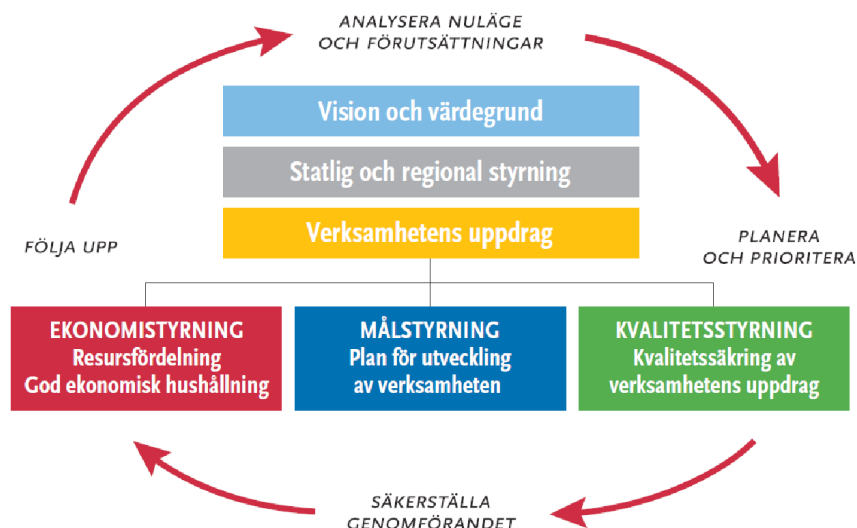 ANALYSERA NULÄGE
OCH FÖRUTSÄTTNINGAR
Vision och värdegrund
Statlig och regional styrning
Verksamhetens uppdrag
FÖLJA UPP
PLANERA
OCH PRIORITERA
EKONOMISTYRNING
Resursfördelning
God ekonomisk hushållning
MÅLSTYRNING
Plan för utveckling
av verksamheten
KVALITETSSTYRNING
Kvalitetssäkring av
verksamhetens uppdrag
SÄKERSTÄLLA
GENOMFÖRANDET